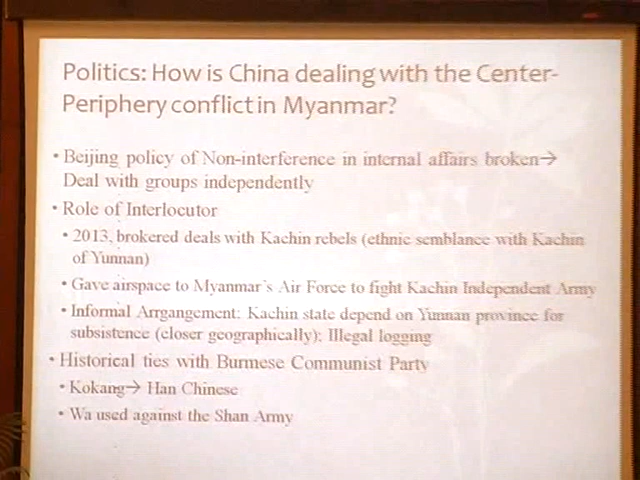 Politics: How is China dealing with the Center-
Periphery conflict in Myanmar?
• Beijing policy of Non-interference in internal affairs broken→
Deal with groups independently
• Role of Interlocutor
• 2013, brokered deals with Kachin rebels (ethnic semblance with Kachin
of Yunnan)
• Gave airspace to Myanmar's Air Force to fight Kachin Independent Army
• Informal Arrgangement: Kachin state depend on Yunnan province for
subsistence (closer geographically); Illegal logging
• Historical ties with Burmese Communist Party
• Kokang→ Han Chinese
• Wa used against the Shan Army